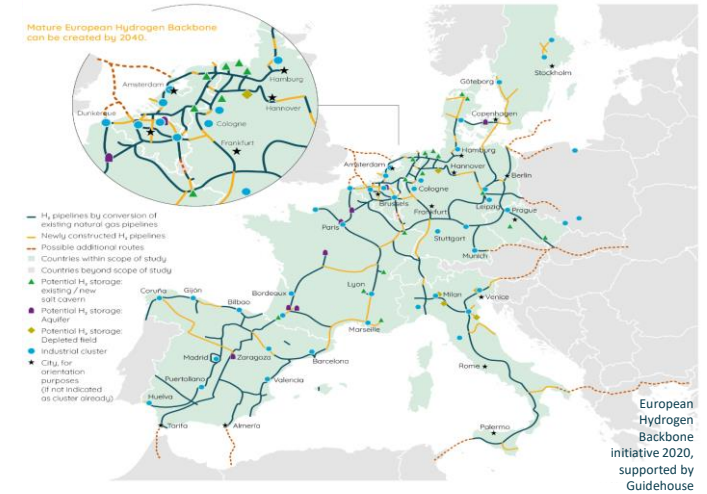 Mature European Hydrogen Backbone
can be created by 2040.
Amsterdam
Hamburg
Hannover
Dunkerque
Cologne
Frankfurt
Stockholm
Göteborg
Copenhagen
Hamburg
Amsterdam
Hannover
Berlin
Cologne
Brussels
Leipzig
Frankfurt
Prague
Paris
Stuttgart
Munich
H₂ pipelines by conversion of
existing natural gas pipelines
Newly constructed H₂ pipelines
Possible additional routes
Countries within scope of study
Countries beyond scope of study
Potential H₂ storage:
existing / new
salt cavern
Potential H₂ storage:
Aquifer
Potential H₂ storage:
Depleted field
Industrial cluster
City, for
orientation
purposes
(if not indicated
as cluster already)
Lyon
Milan
Venice
Bordeaux
Coruña
Gijón
Bilbao
Marseille
Madrid
Zaragoza
Barcelona
Rome
Puertollano
Valencia
Huelva
Tarifa
Almería
Palermo
European
Hydrogen
Backbone
initiative 2020,
supported by
Guidehouse